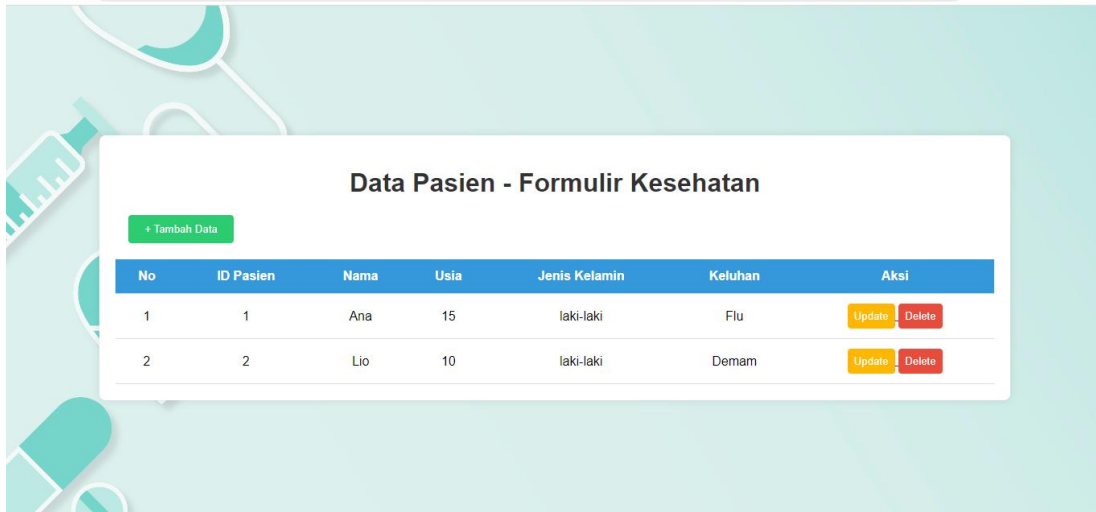 Data Pasien - Formulir Kesehatan
+ Tambah Data
No ID Pasien Nama Usia Jenis Kelamin Keluhan Aksi
1 1 Ana 15 laki-laki Flu Update Delete
2 2 Lio 10 laki-laki Demam Update Delete